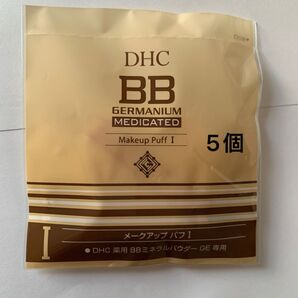 DHC
BB
GERMANIUM
MEDICATED
Makeup Puff I
5個
I
メークアップ パフ I
● DHC 薬用 BBミネラルパウダー GE 専用